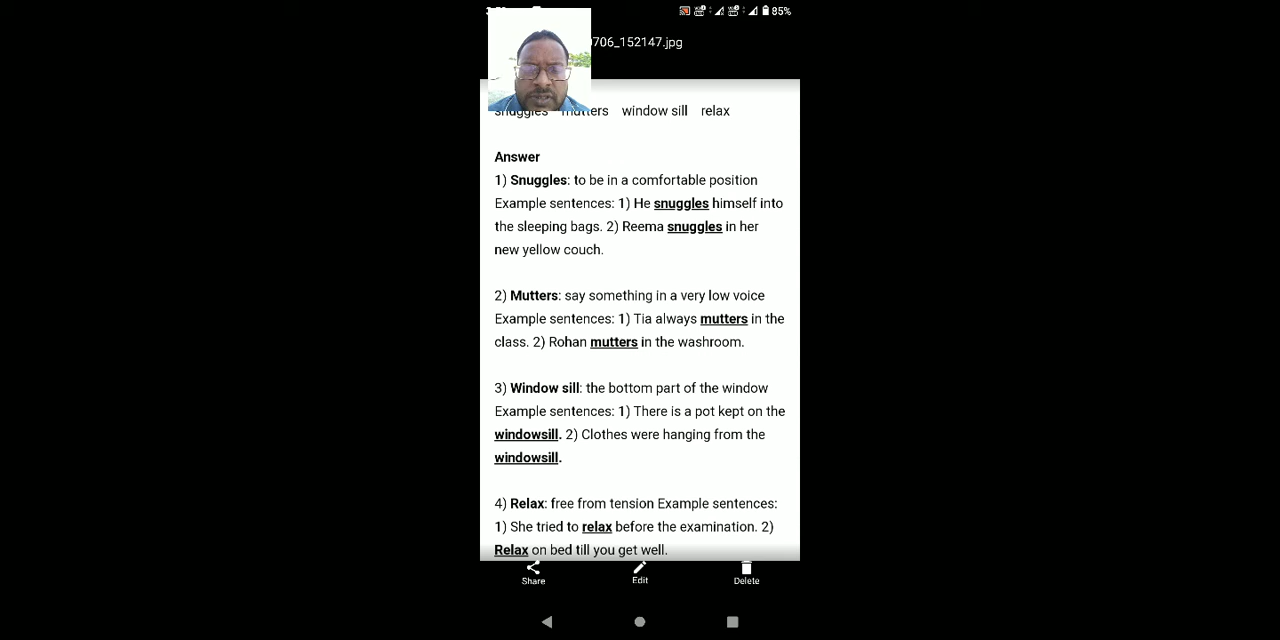 85%
0706_152147.jpg
snuggles mutters window sill relax
Answer
1) Snuggles: to be in a comfortable position
Example sentences: 1) He snuggles himself into
the sleeping bags. 2) Reema snuggles in her
new yellow couch.
2) Mutters: say something in a very low voice
Example sentences: 1) Tia always mutters in the
class. 2) Rohan mutters in the washroom.
3) Window sill: the bottom part of the window
Example sentences: 1) There is a pot kept on the
windowsill. 2) Clothes were hanging from the
windowsill.
4) Relax: free from tension Example sentences:
1) She tried to relax before the examination. 2)
Relax on bed till you get well.
Share Edit Delete